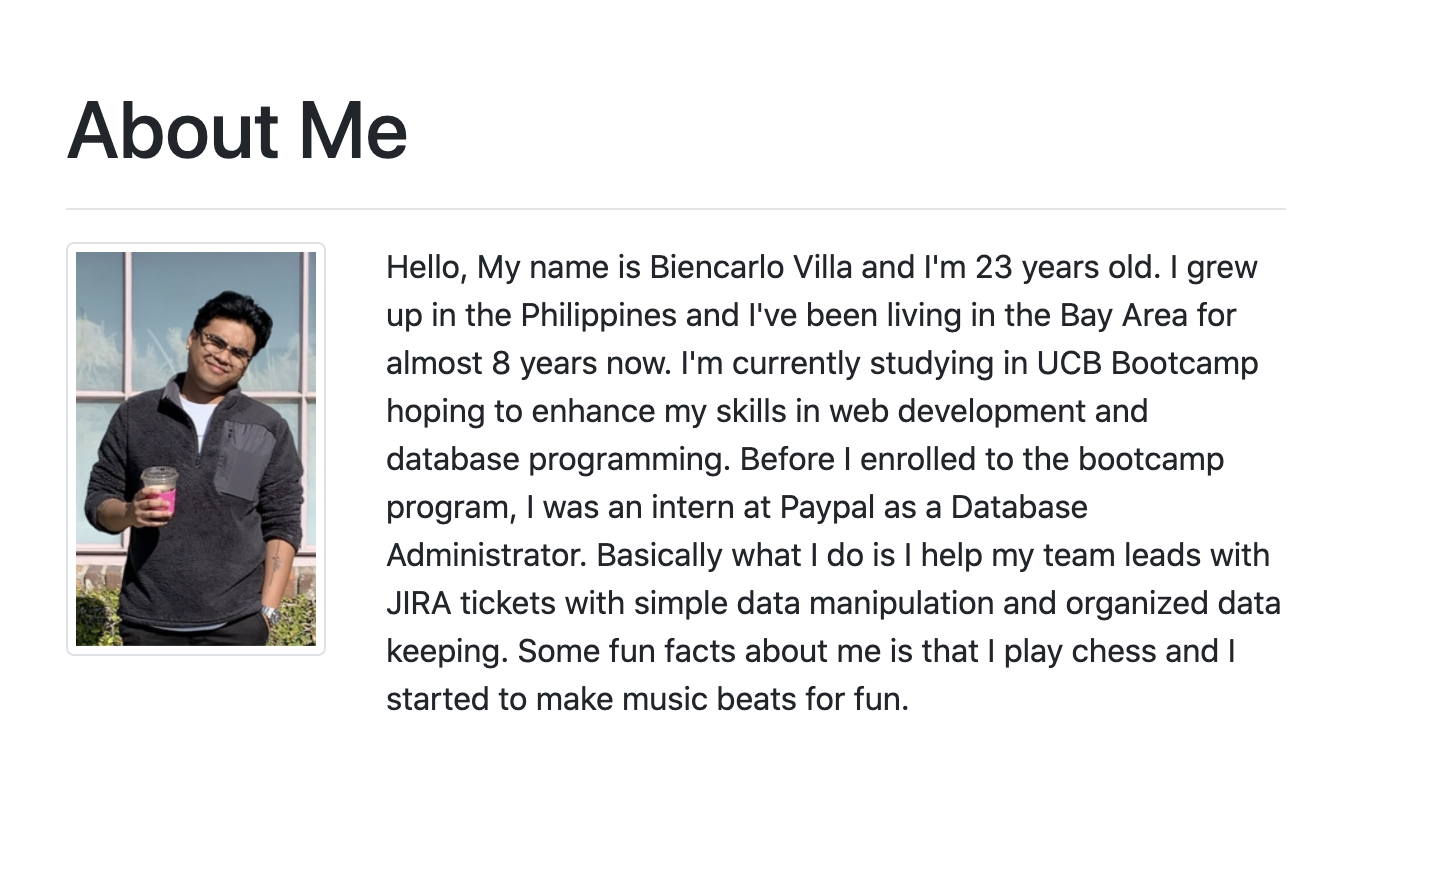 About Me
Hello, My name is Biencarlo Villa and I'm 23 years old. I grew
up in the Philippines and I've been living in the Bay Area for
almost 8 years now. I'm currently studying in UCB Bootcamp
hoping to enhance my skills in web development and
database programming. Before I enrolled to the bootcamp
program, I was an intern at Paypal as a Database
Administrator. Basically what I do is I help my team leads with
JIRA tickets with simple data manipulation and organized data
keeping. Some fun facts about me is that I play chess and I
started to make music beats for fun.